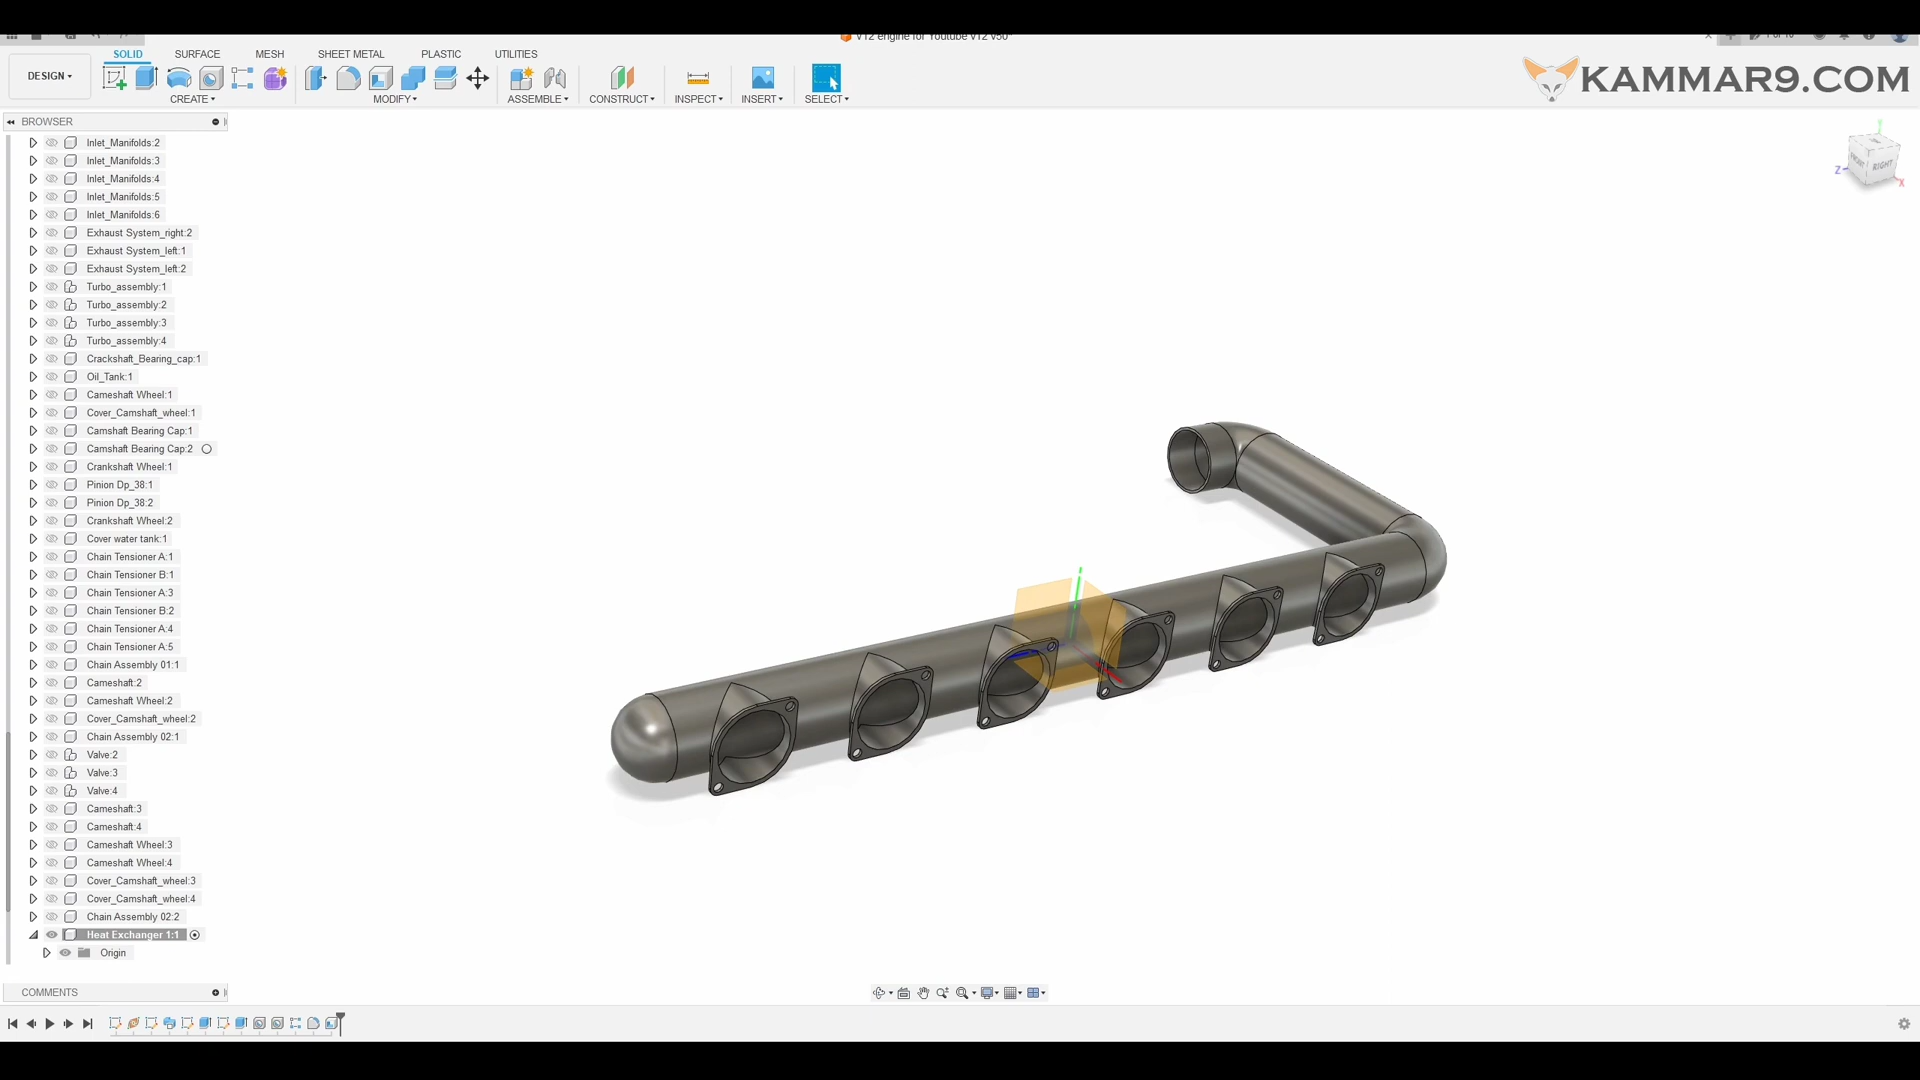 V12 engine for Youtube V12 v50*
SOLID SURFACE MESH SHEET METAL PLASTIC UTILITIES
DESIGN
CREATE MODIFY ASSEMBLE CONSTRUCT INSPECT INSERT SELECT
KAMMAR9.COM
BROWSER
RIGHT
Z
X
Inlet_Manifolds:2
Inlet_Manifolds:3
Inlet_Manifolds:4
Inlet_Manifolds:5
Inlet_Manifolds:6
Exhaust System_right:2
Exhaust System_left:1
Exhaust System_left:2
Turbo_assembly:1
Turbo_assembly:2
Turbo_assembly:3
Turbo_assembly:4
Crackshaft_Bearing_cap:1
Oil_Tank:1
Cameshaft Wheel:1
Cover_Camshaft_wheel:1
Camshaft Bearing Cap:1
Camshaft Bearing Cap:2
Crankshaft Wheel:1
Pinion Dp_38:1
Pinion Dp_38:2
Crankshaft Wheel:2
Cover water tank:1
Chain Tensioner A:1
Chain Tensioner B:1
Chain Tensioner A:3
Chain Tensioner B:2
Chain Tensioner A:4
Chain Tensioner A:5
Chain Assembly 01:1
Cameshaft:2
Cameshaft Wheel:2
Cover_Camshaft_wheel:2
Chain Assembly 02:1
Valve:2
Valve:3
Valve:4
Cameshaft:3
Cameshaft:4
Cameshaft Wheel:3
Cameshaft Wheel:4
Cover_Camshaft_wheel:3
Cover_Camshaft_wheel:4
Chain Assembly 02:2
Heat Exchanger 1:1
Origin
COMMENTS